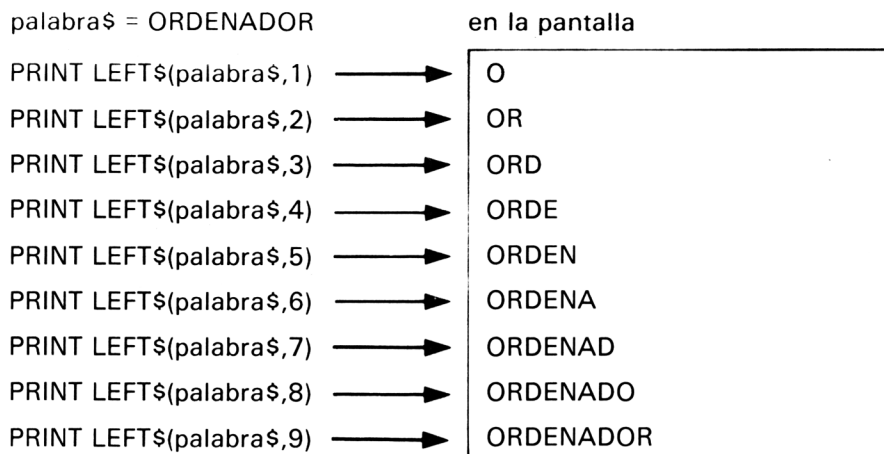 palabra$ = ORDENADOR en la pantalla
PRINT LEFT$(palabra$,1) O
PRINT LEFT$(palabra$,2) OR
PRINT LEFT$(palabra$,3) ORD
PRINT LEFT$(palabra$,4) ORDE
PRINT LEFT$(palabra$,5) ORDEN
PRINT LEFT$(palabra$,6) ORDENA
PRINT LEFT$(palabra$,7) ORDENAD
PRINT LEFT$(palabra$,8) ORDENADO
PRINT LEFT$(palabra$,9) ORDENADOR